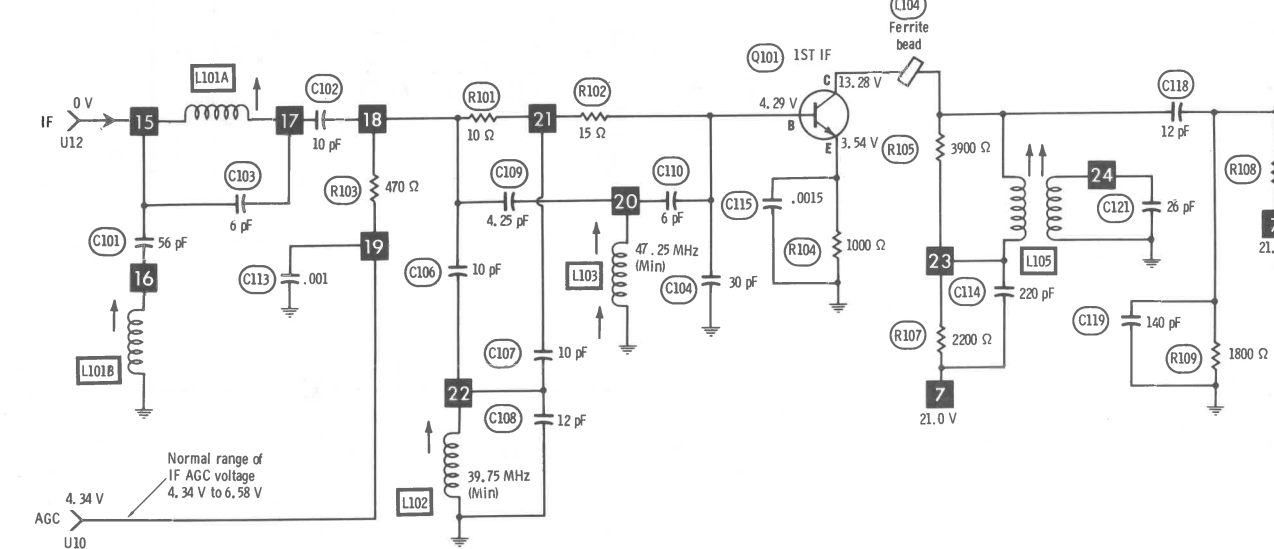 L104
Ferrite
bead
Q101 1ST IF
L101A
C 13.28 V
C102
R101
R102
C118
0 V
4.29 V
IF
15
17
18
21
B
U12
10 pF
10 Ω
15 Ω
12 pF
E 3.54 V
R105
3900 Ω
C103
R103
470 Ω
C109
C110
24
R108
C115
.0015
C121
26 pF
4.25 pF
20
6 pF
6 pF
C101
56 pF
19
47.25 MHz
(Min)
R104
1000 Ω
23
L105
21.
16
C113
.001
C106
10 pF
L103
C104
30 pF
C114
220 pF
C119
140 pF
R107
2200 Ω
C107
10 pF
R109
1800 Ω
L101B
22
7
C108
12 pF
21.0 V
Normal range of
IF AGC voltage
4.34 V to 6.58 V
39.75 MHz
(Min)
L102
4.34 V
AGC
U10